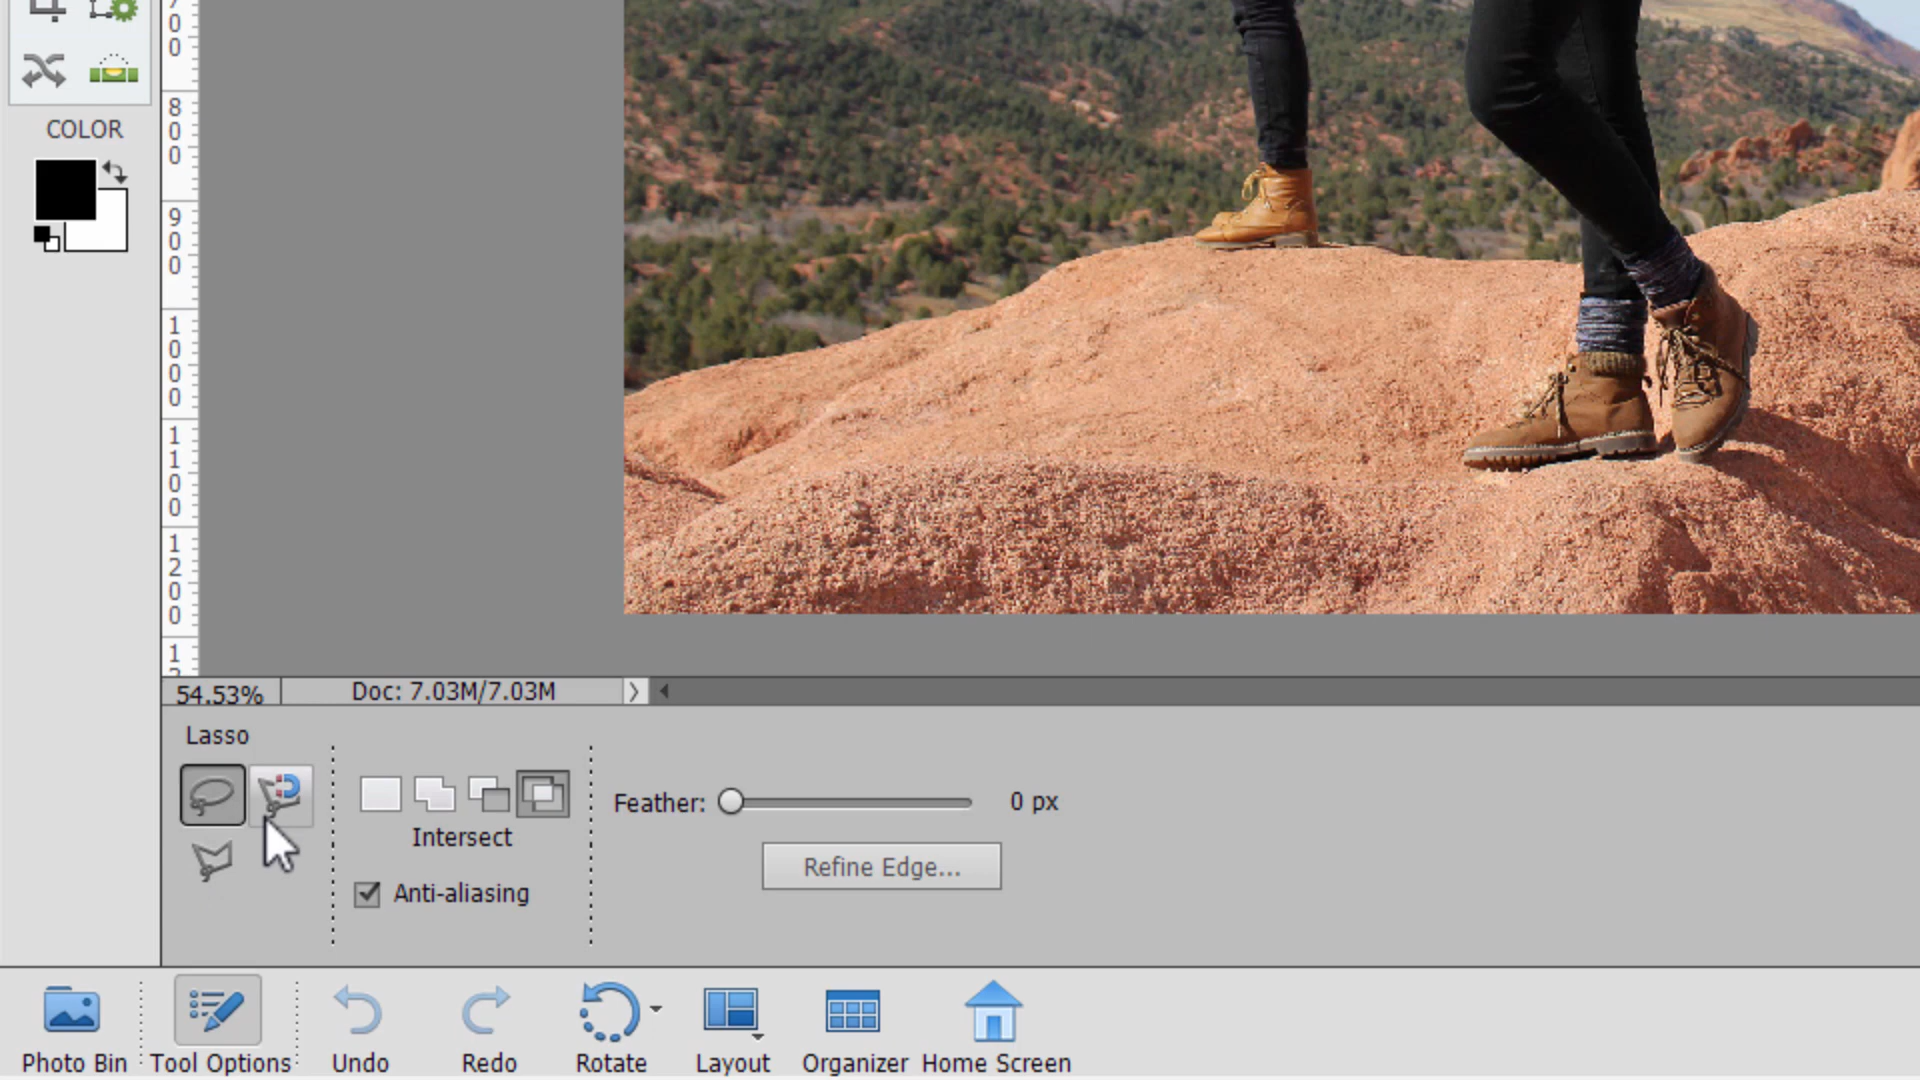 COLOR
800
900
1000
1100
1200
54.53%
Doc: 7.03M/7.03M
Lasso
Intersect
Feather:
0 px
Refine Edge...
Anti-aliasing
Photo Bin
Tool Options
Undo
Redo
Rotate
Layout
Organizer
Home Screen